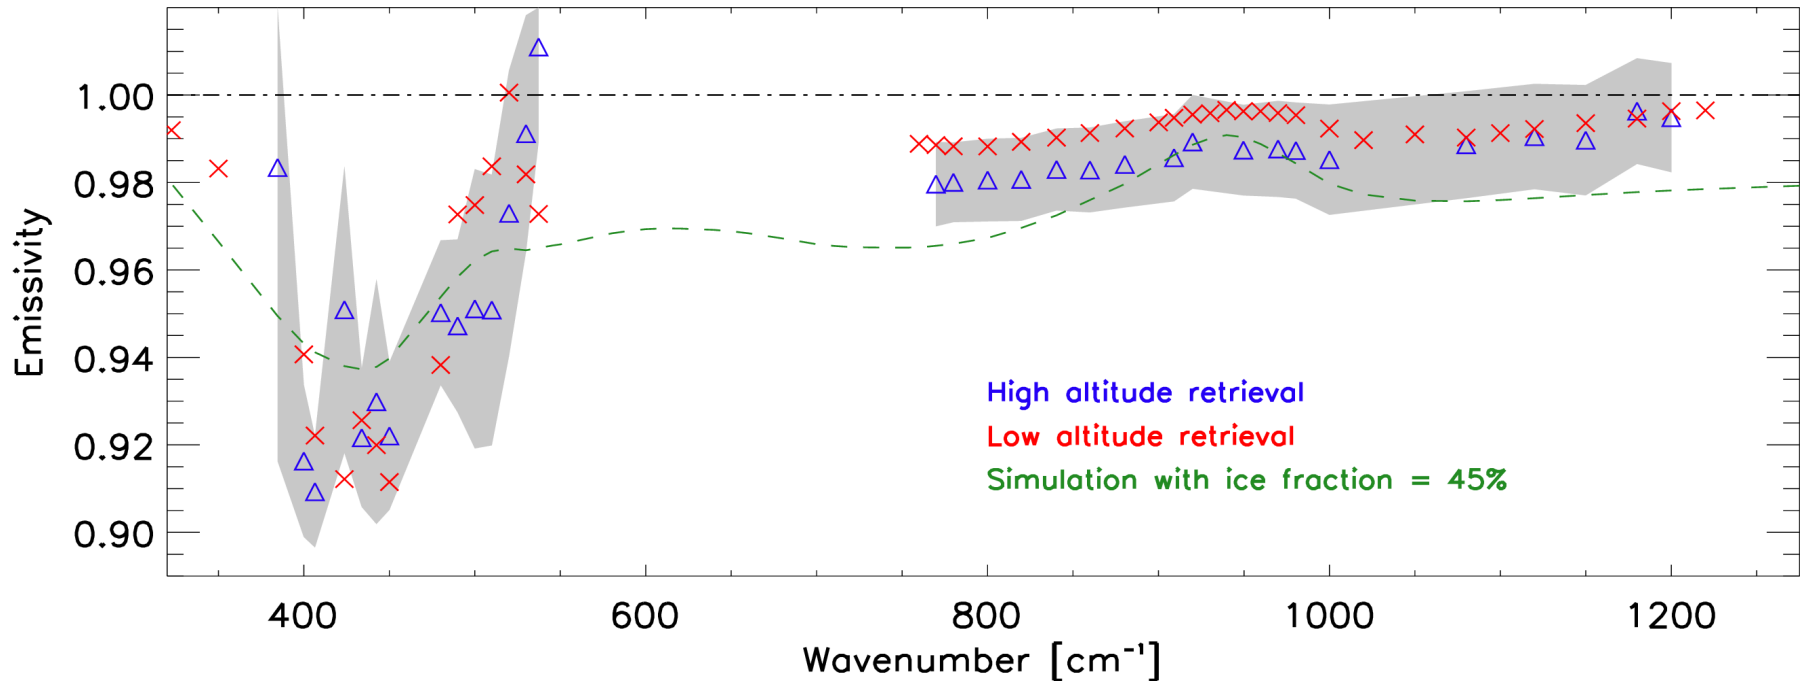 1.00
0.98
0.96
0.94
0.92
0.90
Emissivity
High altitude retrieval
Low altitude retrieval
Simulation with ice fraction = 45%
400 600 800 1000 1200
Wavenumber [cm⁻¹]